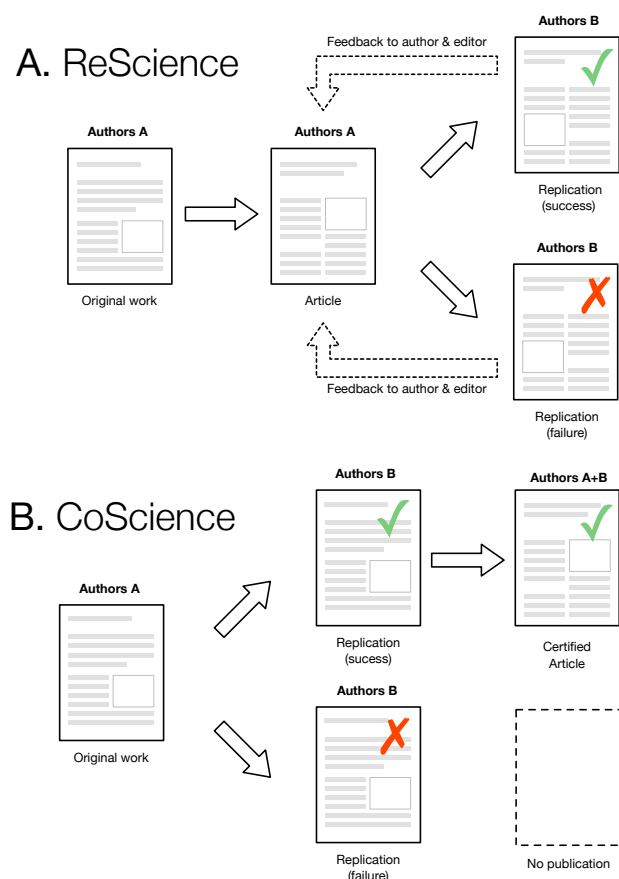 A. ReScience
Feedback to author & editor
Authors B
Authors A
Authors A
Replication
(success)
Original work
Article
Authors B
Feedback to author & editor
Replication
(failure)
B. CoScience
Authors B
Authors A+B
Authors A
Replication
(sucess)
Certified
Article
Original work
Authors B
Replication
(failure)
No publication